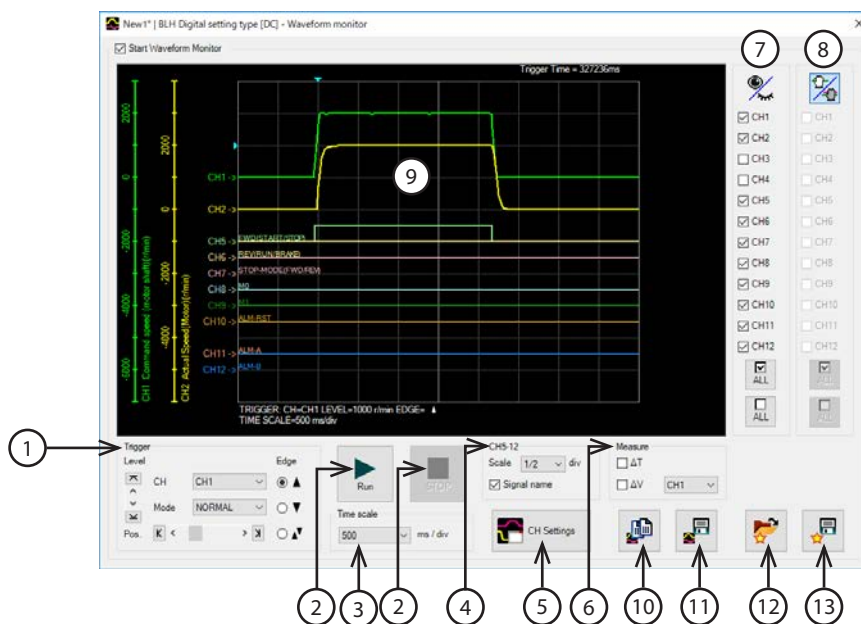 New1* | BLH Digital setting type [DC] - Waveform monitor
Start Waveform Monitor
7
8
Trigger Time = 327236ms
2000
0
-2000
-4000
-6000
CH1 Command speed (motor shaft)(r/min)
2000
0
-2000
-4000
CH2 Actual Speed(Motor)(r/min)
9
CH1->
CH2->
CH5-> FWD(START/STOP)
CH6-> REV(RUN/BRAKE)
CH7-> STOP-MODE(FWD/REV)
CH8-> M0
CH9-> M1
CH10-> ALM-RST
CH11-> ALM-A
CH12-> ALM-B
TRIGGER: CH=CH1 LEVEL=1000 r/min EDGE=
TIME SCALE=500 ms/div
CH1
CH2
CH3
CH4
CH5
CH6
CH7
CH8
CH9
CH10
CH11
CH12
ALL
ALL
CH1
CH2
CH3
CH4
CH5
CH6
CH7
CH8
CH9
CH10
CH11
CH12
ALL
ALL
1
Trigger
Level
Edge
CH CH1
Mode NORMAL
Pos.
2
Run
STOP
Time scale
500 ms / div
4
CH5-12
Scale 1/2 div
Signal name
6
Measure
ΔT
ΔV CH1
CH Settings
2
3
2
4
5
6
10
11
12
13